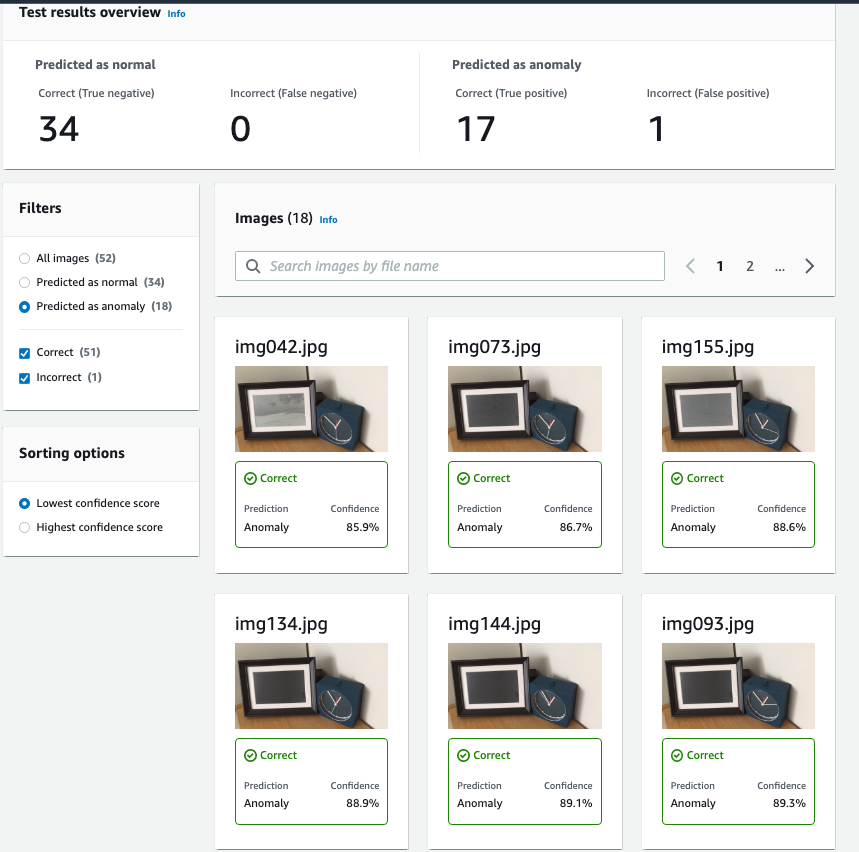 Test results overview Info
Predicted as normal
Predicted as anomaly
Correct (True negative)
Incorrect (False negative)
Correct (True positive)
Incorrect (False positive)
34
0
17
1
Filters
All images (52)
Predicted as normal (34)
Predicted as anomaly (18)
Correct (51)
Incorrect (1)
Sorting options
Lowest confidence score
Highest confidence score
Images (18) Info
Search images by file name
1 2 ...
img042.jpg
Correct
Prediction Confidence
Anomaly 85.9%
img073.jpg
Correct
Prediction Confidence
Anomaly 86.7%
img155.jpg
Correct
Prediction Confidence
Anomaly 88.6%
img134.jpg
Correct
Prediction Confidence
Anomaly 88.9%
img144.jpg
Correct
Prediction Confidence
Anomaly 89.1%
img093.jpg
Correct
Prediction Confidence
Anomaly 89.3%